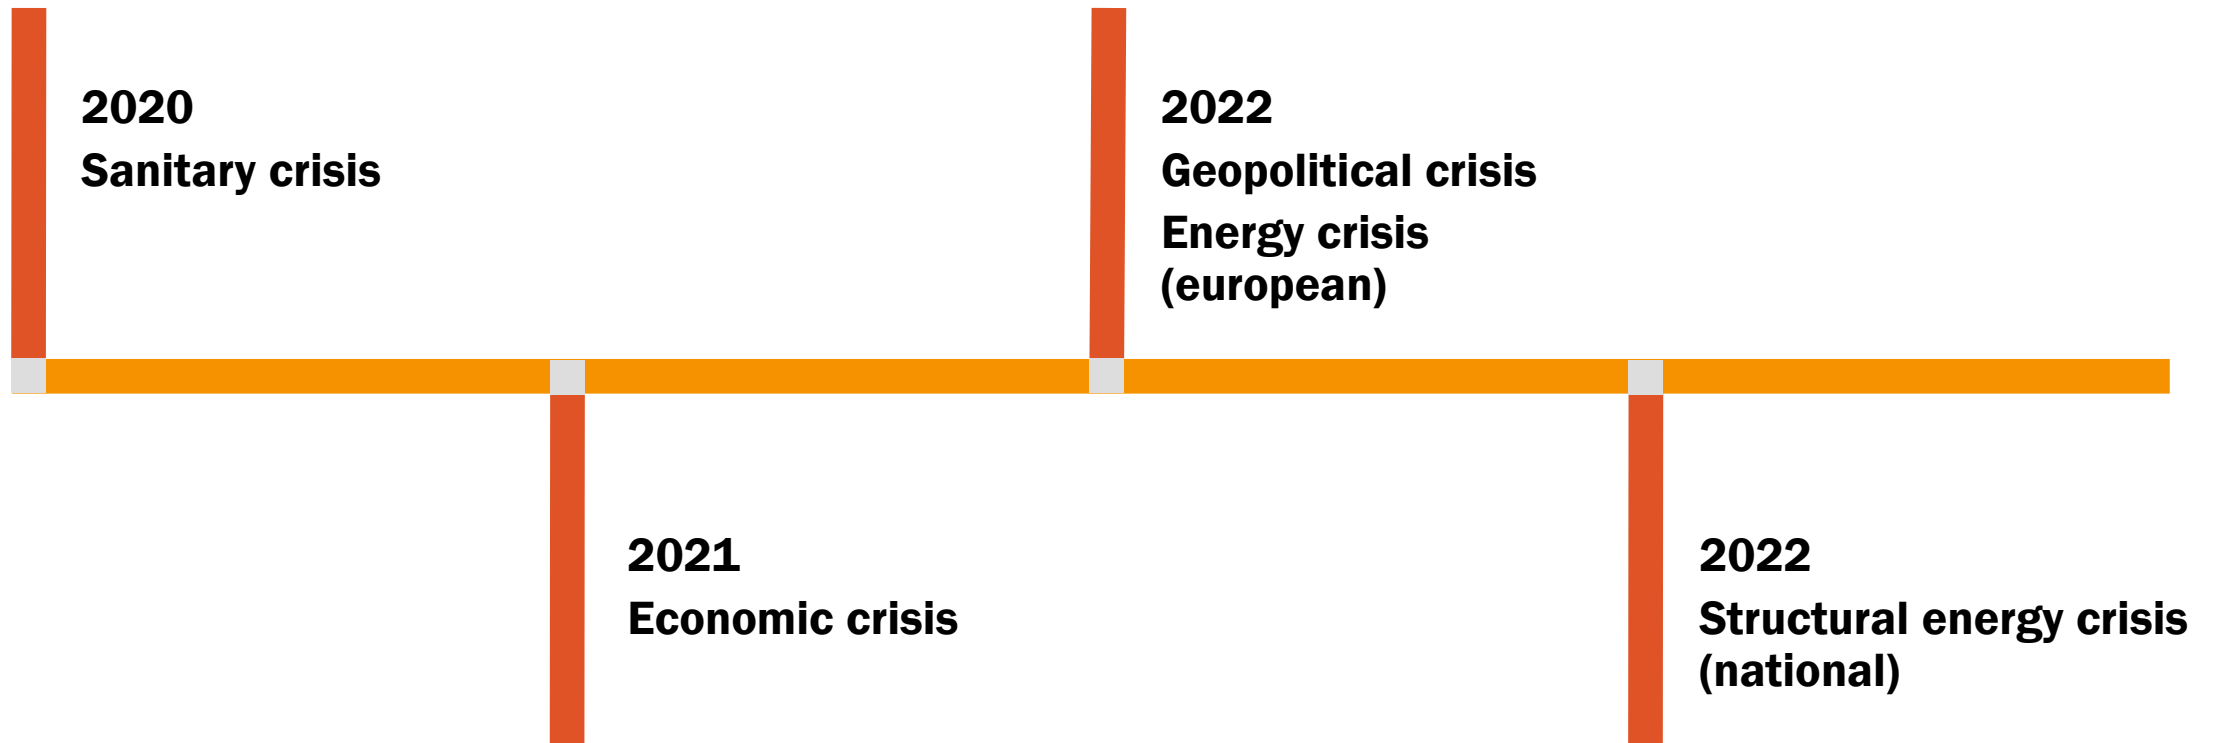 2020
Sanitary crisis
2022
Geopolitical crisis
Energy crisis
(european)
2021
Economic crisis
2022
Structural energy crisis
(national)